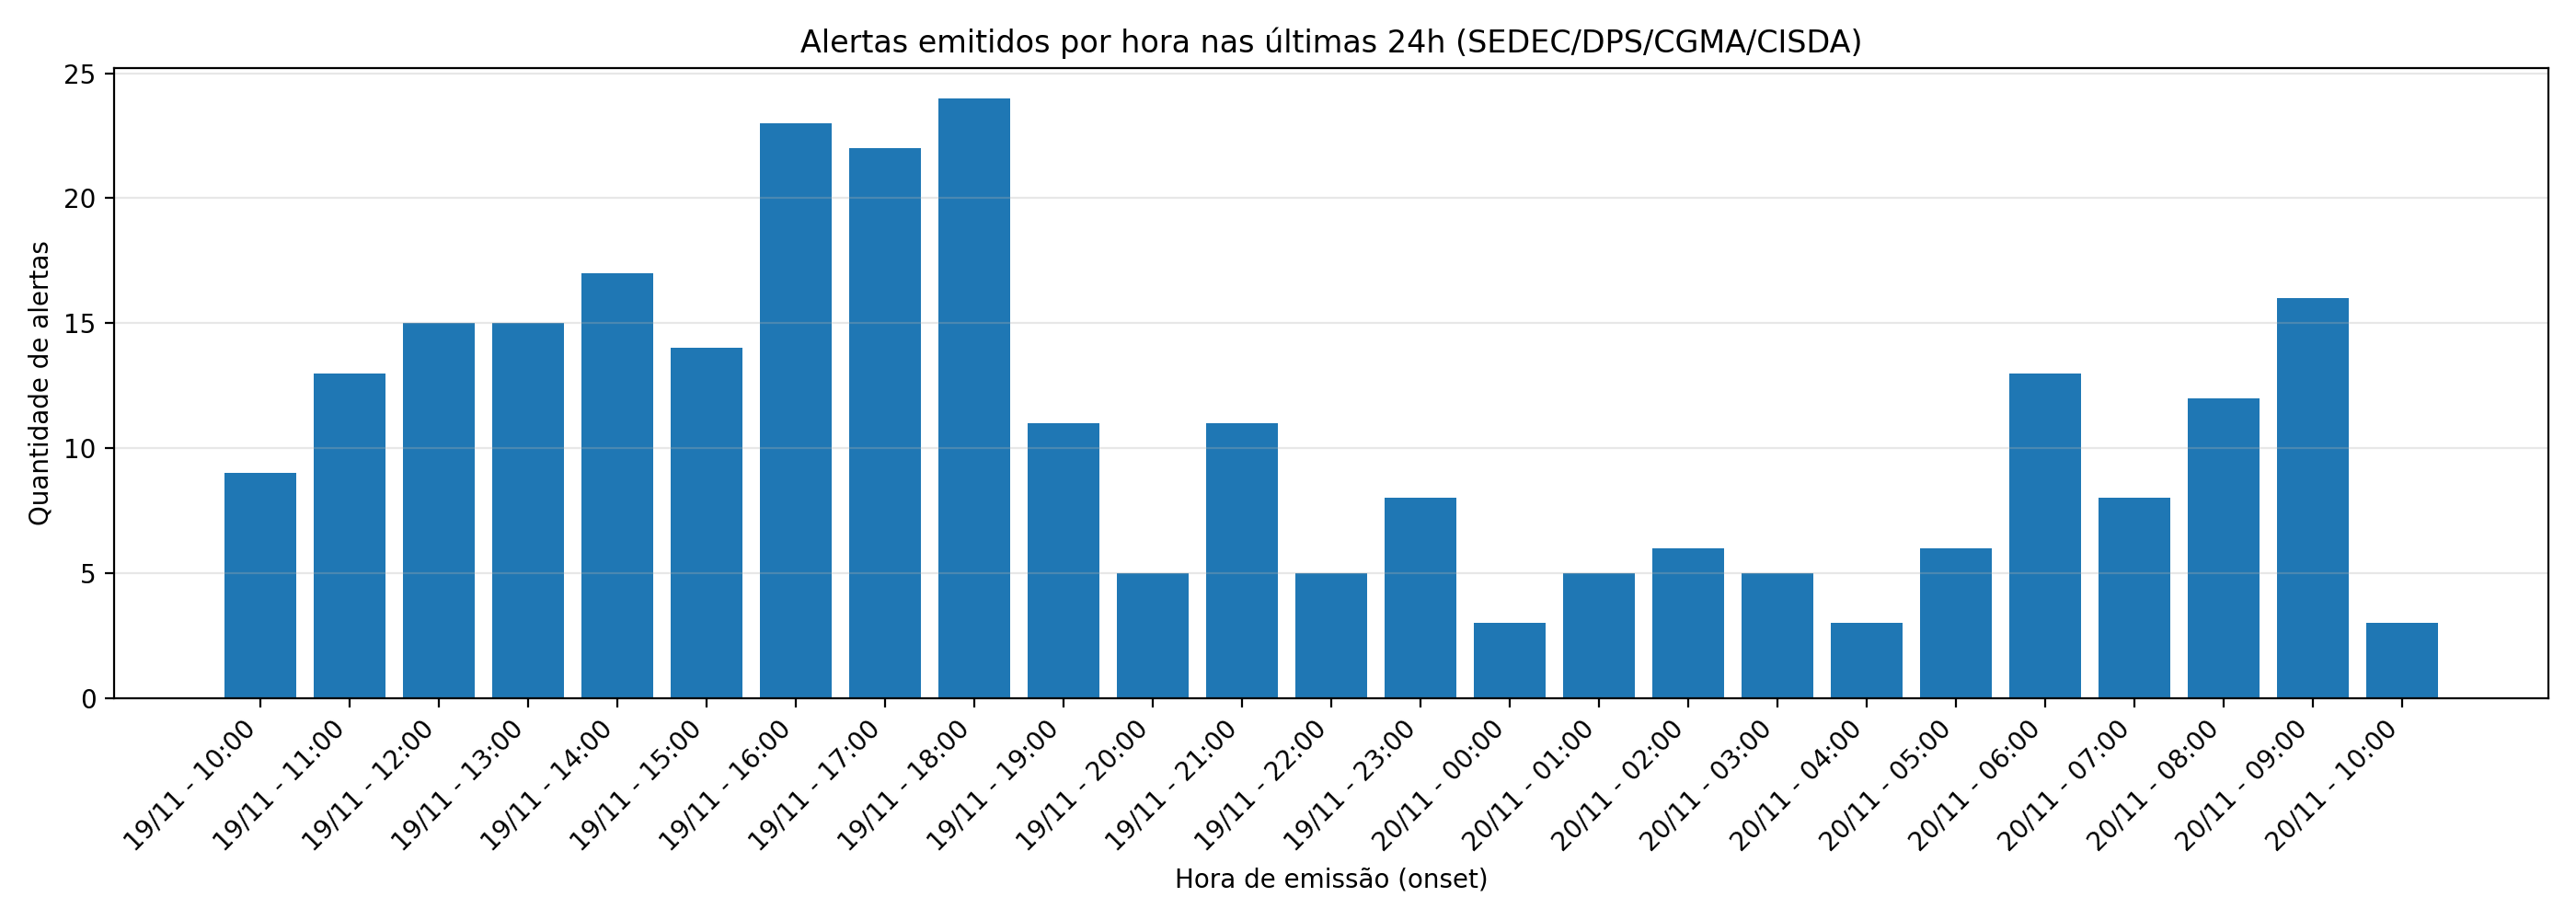 Alertas emitidos por hora nas últimas 24h (SEDEC/DPS/CGMA/CISDA)
Quantidade de alertas
25
20
15
10
5
0
19/11 - 10:00
19/11 - 11:00
19/11 - 12:00
19/11 - 13:00
19/11 - 14:00
19/11 - 15:00
19/11 - 16:00
19/11 - 17:00
19/11 - 18:00
19/11 - 19:00
19/11 - 20:00
19/11 - 21:00
19/11 - 22:00
19/11 - 23:00
20/11 - 00:00
20/11 - 01:00
20/11 - 02:00
20/11 - 03:00
20/11 - 04:00
20/11 - 05:00
20/11 - 06:00
20/11 - 07:00
20/11 - 08:00
20/11 - 09:00
20/11 - 10:00
Hora de emissão (onset)